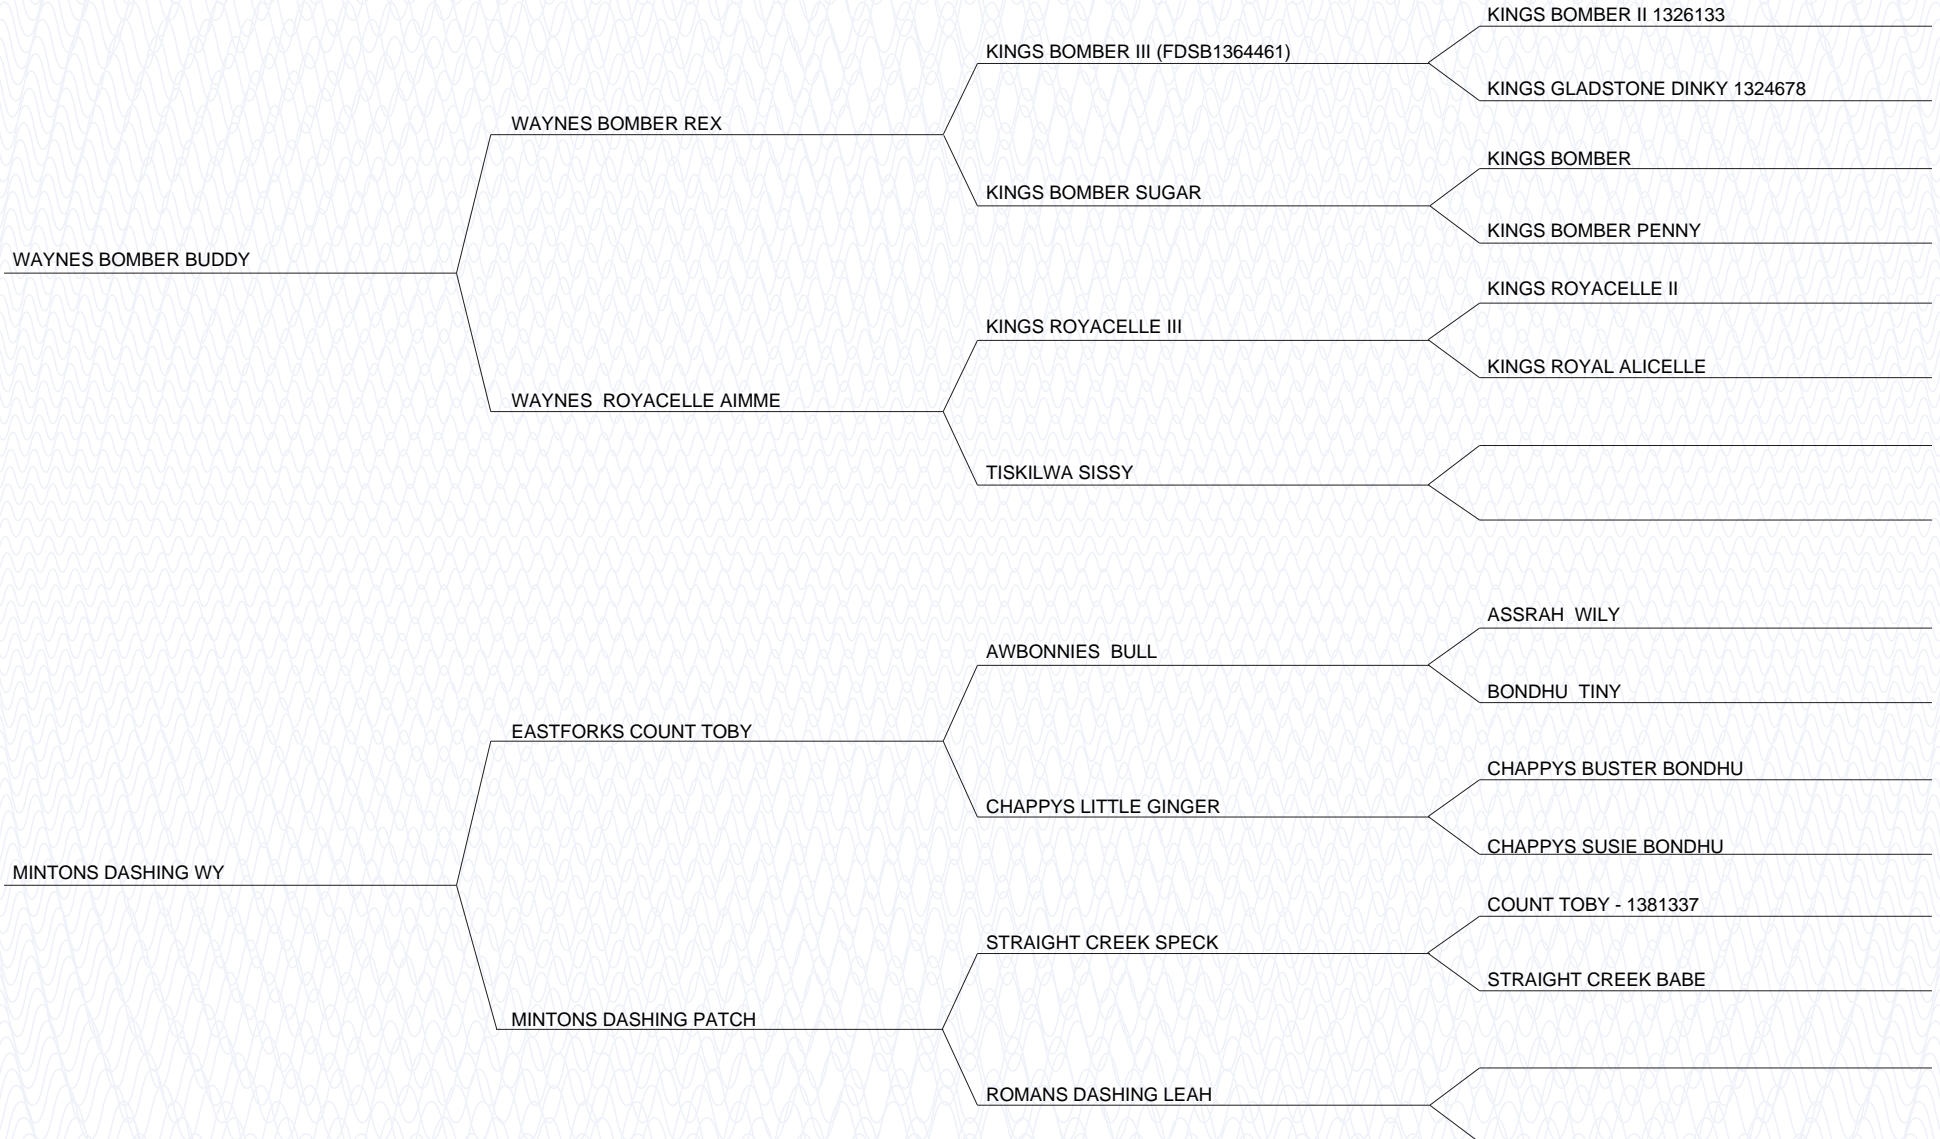 KINGS BOMBER II 1326133
KINGS BOMBER III (FDSB1364461)
KINGS GLADSTONE DINKY 1324678
WAYNES BOMBER REX
KINGS BOMBER
KINGS BOMBER SUGAR
KINGS BOMBER PENNY
WAYNES BOMBER BUDDY
KINGS ROYACELLE II
KINGS ROYACELLE III
KINGS ROYAL ALICELLE
WAYNES  ROYACELLE AIMME
TISKILWA SISSY
ASSRAH  WILY
AWBONNIES  BULL
BONDHU  TINY
EASTFORKS COUNT TOBY
CHAPPYS BUSTER BONDHU
CHAPPYS LITTLE GINGER
CHAPPYS SUSIE BONDHU
MINTONS DASHING WY
COUNT TOBY - 1381337
STRAIGHT CREEK SPECK
STRAIGHT CREEK BABE
MINTONS DASHING PATCH
ROMANS DASHING LEAH